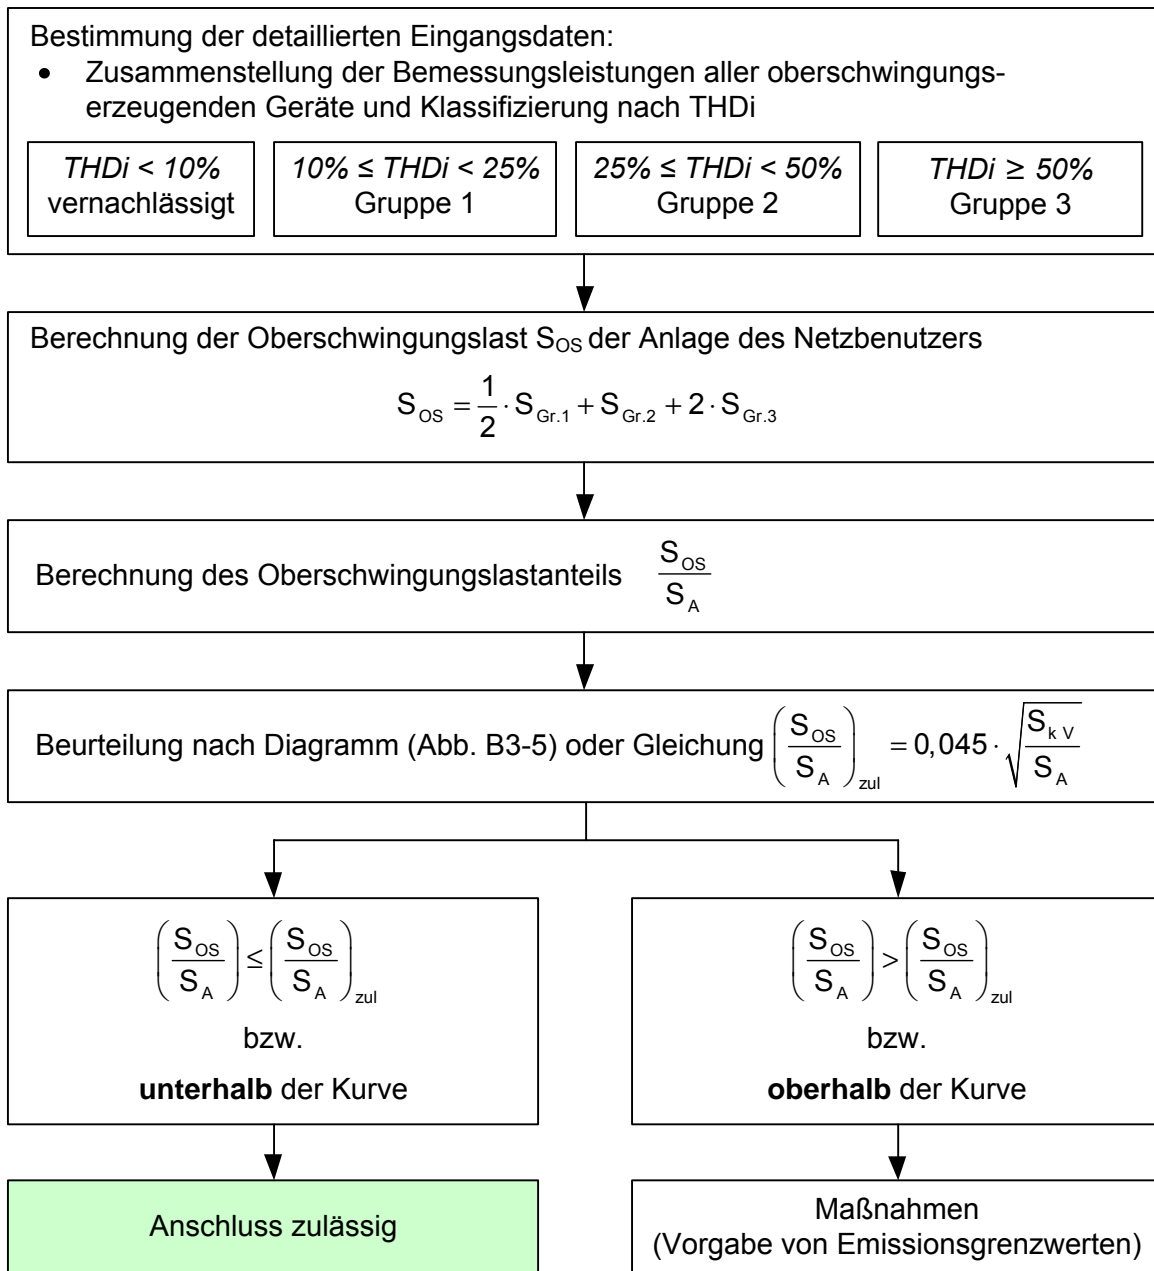 Bestimmung der detaillierten Eingangsdaten:
• Zusammenstellung der Bemessungsleistungen aller oberschwingungs-
erzeugenden Geräte und Klassifizierung nach THDi
THDi < 10%
vernachlässigt
10% ≤ THDi < 25%
Gruppe 1
25% ≤ THDi < 50%
Gruppe 2
THDi ≥ 50%
Gruppe 3
Berechnung der Oberschwingungslast S_OS der Anlage des Netzbenutzers
S_OS = 1/2 · S_Gr.1 + S_Gr.2 + 2 · S_Gr.3
Berechnung des Oberschwingungslastanteils S_OS/S_A
Beurteilung nach Diagramm (Abb. B3-5) oder Gleichung (S_OS/S_A)_zul = 0,045 · √(S_k V/S_A)
(S_OS/S_A) ≤ (S_OS/S_A)_zul
bzw.
unterhalb der Kurve
(S_OS/S_A) > (S_OS/S_A)_zul
bzw.
oberhalb der Kurve
Anschluss zulässig
Maßnahmen
(Vorgabe von Emissionsgrenzwerten)